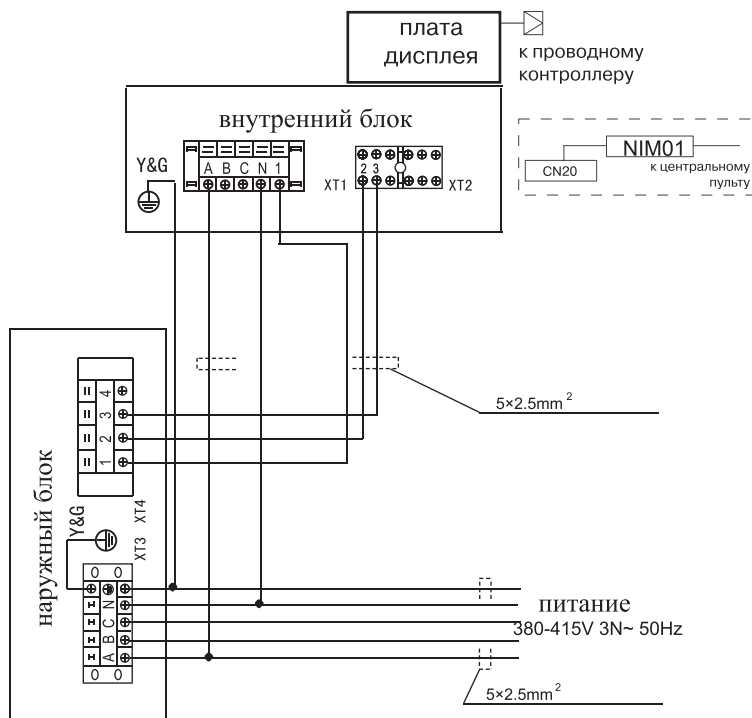 плата
дисплея
к проводному
контроллеру
внутренний блок
Y&G
A B C N 1
2 3
XT1
XT2
NIM01
CN20
к центральному
пульту
5×2.5mm²
наружный блок
4
3
2
1
XT4
Y&G
XT3
N
C
B
A
питание
380-415V 3N~ 50Hz
5×2.5mm²